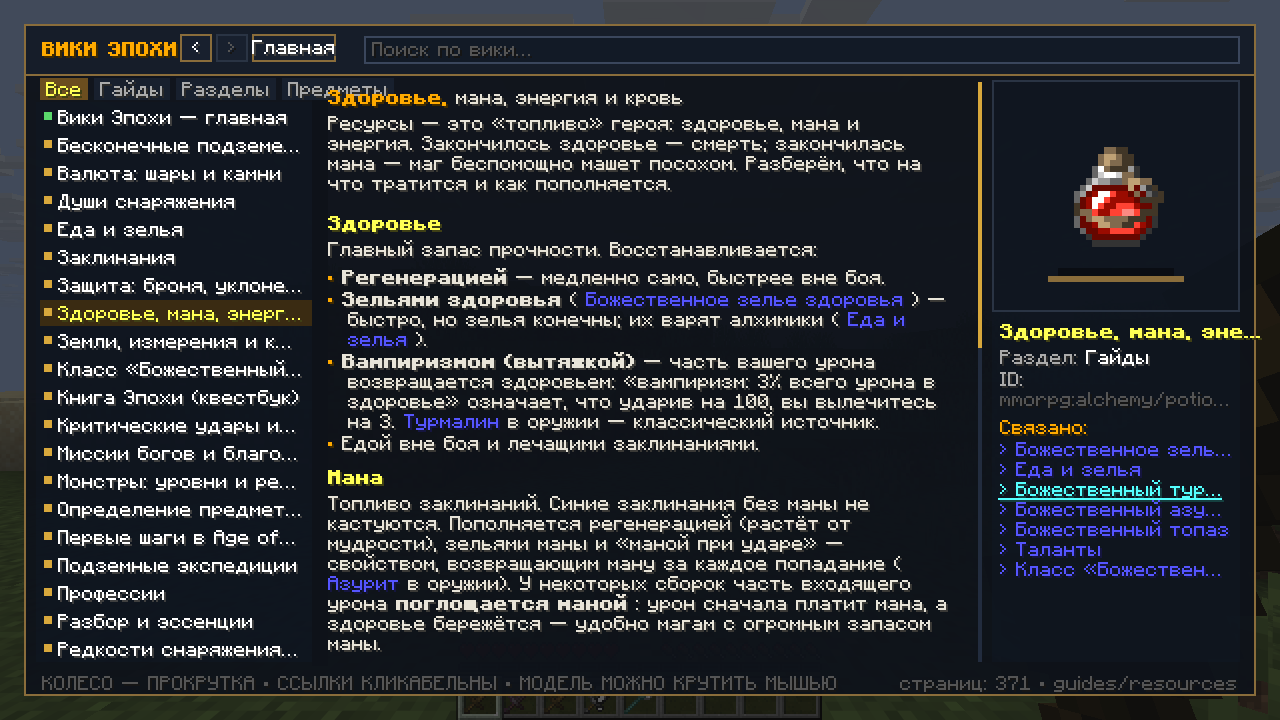 ВИКИ ЭПОХИ < > Главная Поиск по вики...
Все Гайды Разделы Предметы
Вики Эпохи — главная
Бесконечные подземе...
Валюта: шары и камни
Души снаряжения
Еда и зелья
Заклинания
Защита: броня, уклоне...
Здоровье, мана, энерг...
Земли, измерения и к...
Класс «Божественный...
Книга Эпохи (квестбук)
Критические удары и...
Миссии богов и благо...
Монстры: уровни и ре...
Определение предмет...
Первые шаги в Age of...
Подземные экспедиции
Профессии
Разбор и эссенции
Редкости снаряжения...
Здоровье, мана, энергия и кровь
Ресурсы — это «топливо» героя: здоровье, мана и
энергия. Закончилось здоровье — смерть; закончилась
мана — маг беспомощно машет посохом. Разберём, что на
что тратится и как пополняется.
Здоровье
Главный запас прочности. Восстанавливается:
• Регенерацией — медленно само, быстрее вне боя.
• Зельями здоровья ( Божественное зелье здоровья ) —
быстро, но зелья конечны; их варят алхимики ( Еда и
зелья ).
• Вампиризмом (вытяжкой) — часть вашего урона
возвращается здоровьем: «вампиризм: 3% всего урона в
здоровье» означает, что ударив на 100, вы вылечитесь
на 3. Турмалин в оружии — классический источник.
• Едой вне боя и лечащими заклинаниями.
Мана
Топливо заклинаний. Синие заклинания без маны не
кастуются. Пополняется регенерацией (растёт от
мудрости), зельями маны и «маной при ударе» —
свойством, возвращающим ману за каждое попадание (
Азурит в оружии). У некоторых сборок часть входящего
урона поглощается маной : урон сначала платит мана, а
здоровье бережётся — удобно магам с огромным запасом
маны.
Здоровье, мана, эне...
Раздел: Гайды
ID:
mmorpg:alchemy/potio...
Связано:
> Божественное зель...
> Еда и зелья
> Божественный тур...
> Божественный азу...
> Божественный топаз
> Таланты
> Класс «Божествен...
КОЛЕСО — ПРОКРУТКА • ССЫЛКИ КЛИКАБЕЛЬНЫ • МОДЕЛЬ МОЖНО КРУТИТЬ МЫШЬЮ
страниц: 371 • guides/resources